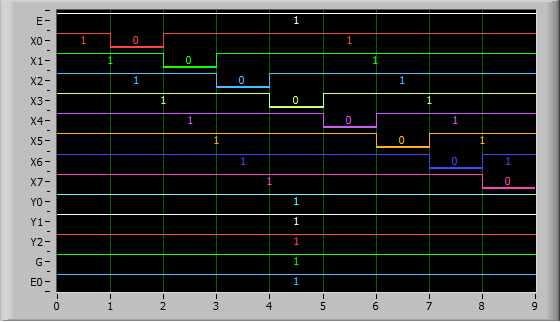 E 1
X0 1 0 1
X1 1 0 1
X2 1 0 1
X3 1 0 1
X4 1 0 1
X5 1 0 1
X6 1 0 1
X7 1 0
Y0 1
Y1 1
Y2 1
G 1
E0 1
0 1 2 3 4 5 6 7 8 9